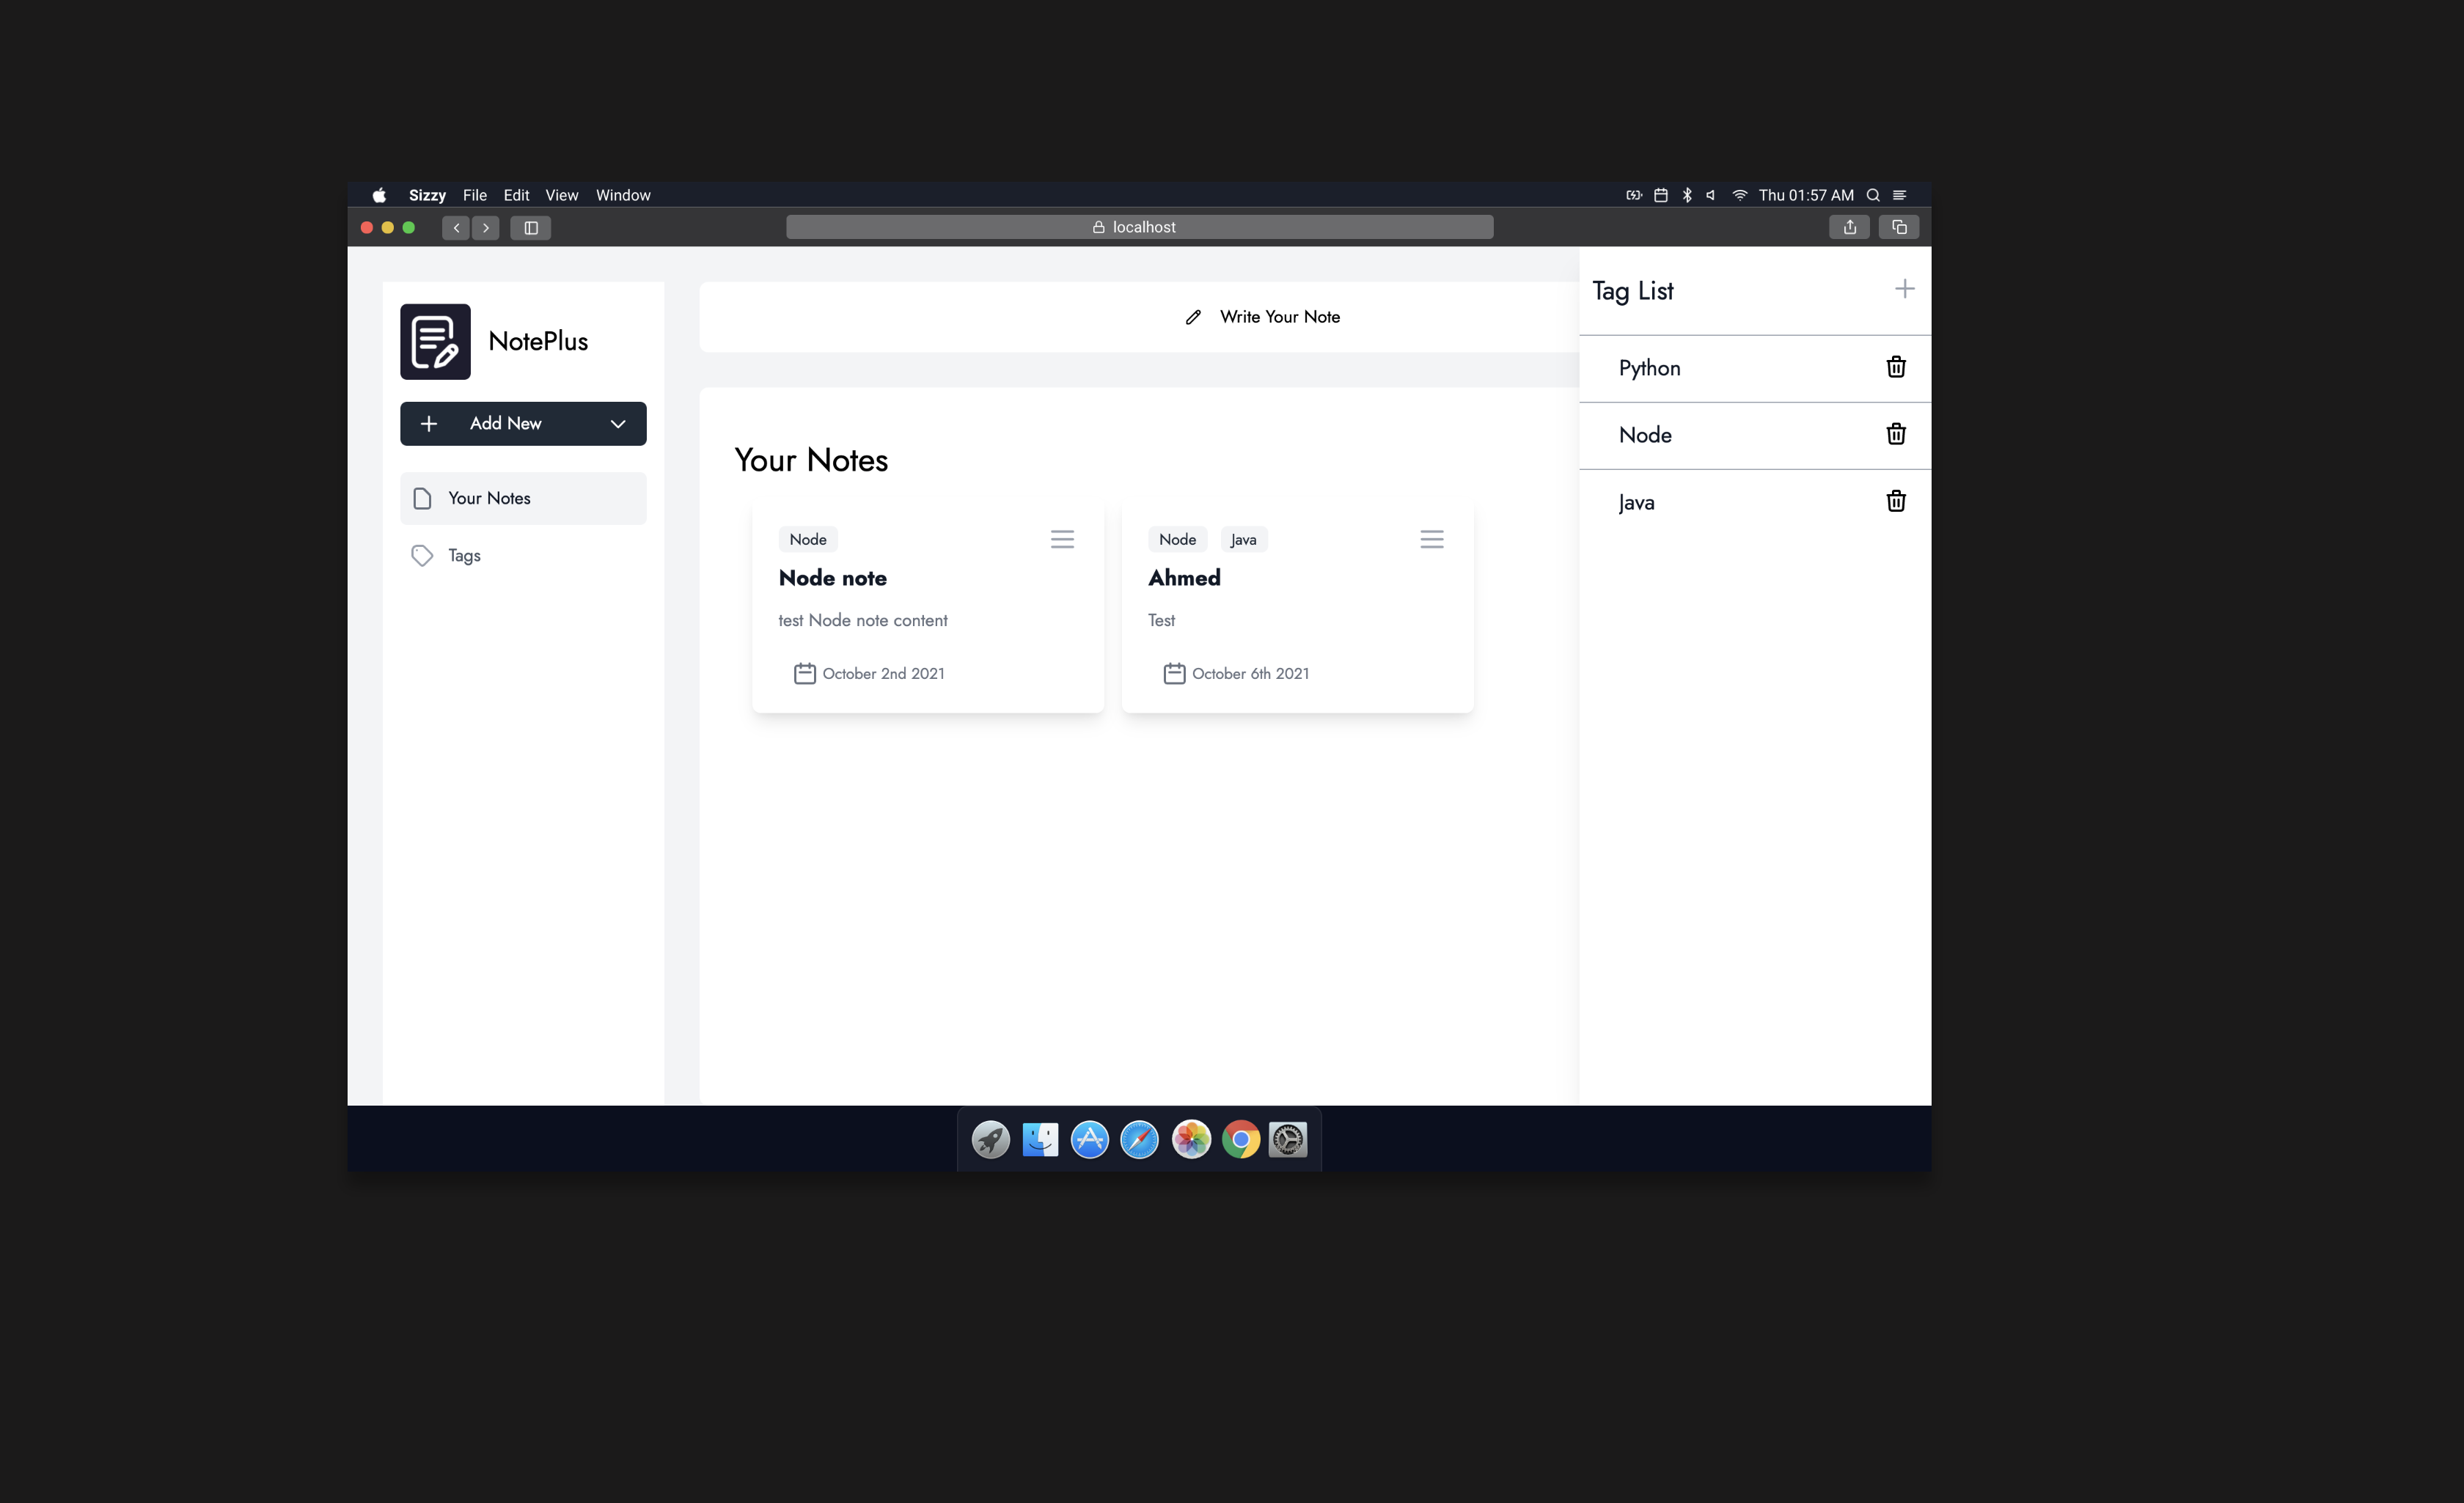 Sizzy File Edit View Window Thu 01:57 AM
localhost
NotePlus
Add New
Your Notes
Tags
Write Your Note
Your Notes
Node
Node note
test Node note content
October 2nd 2021
Node Java
Ahmed
Test
October 6th 2021
Tag List
Python
Node
Java